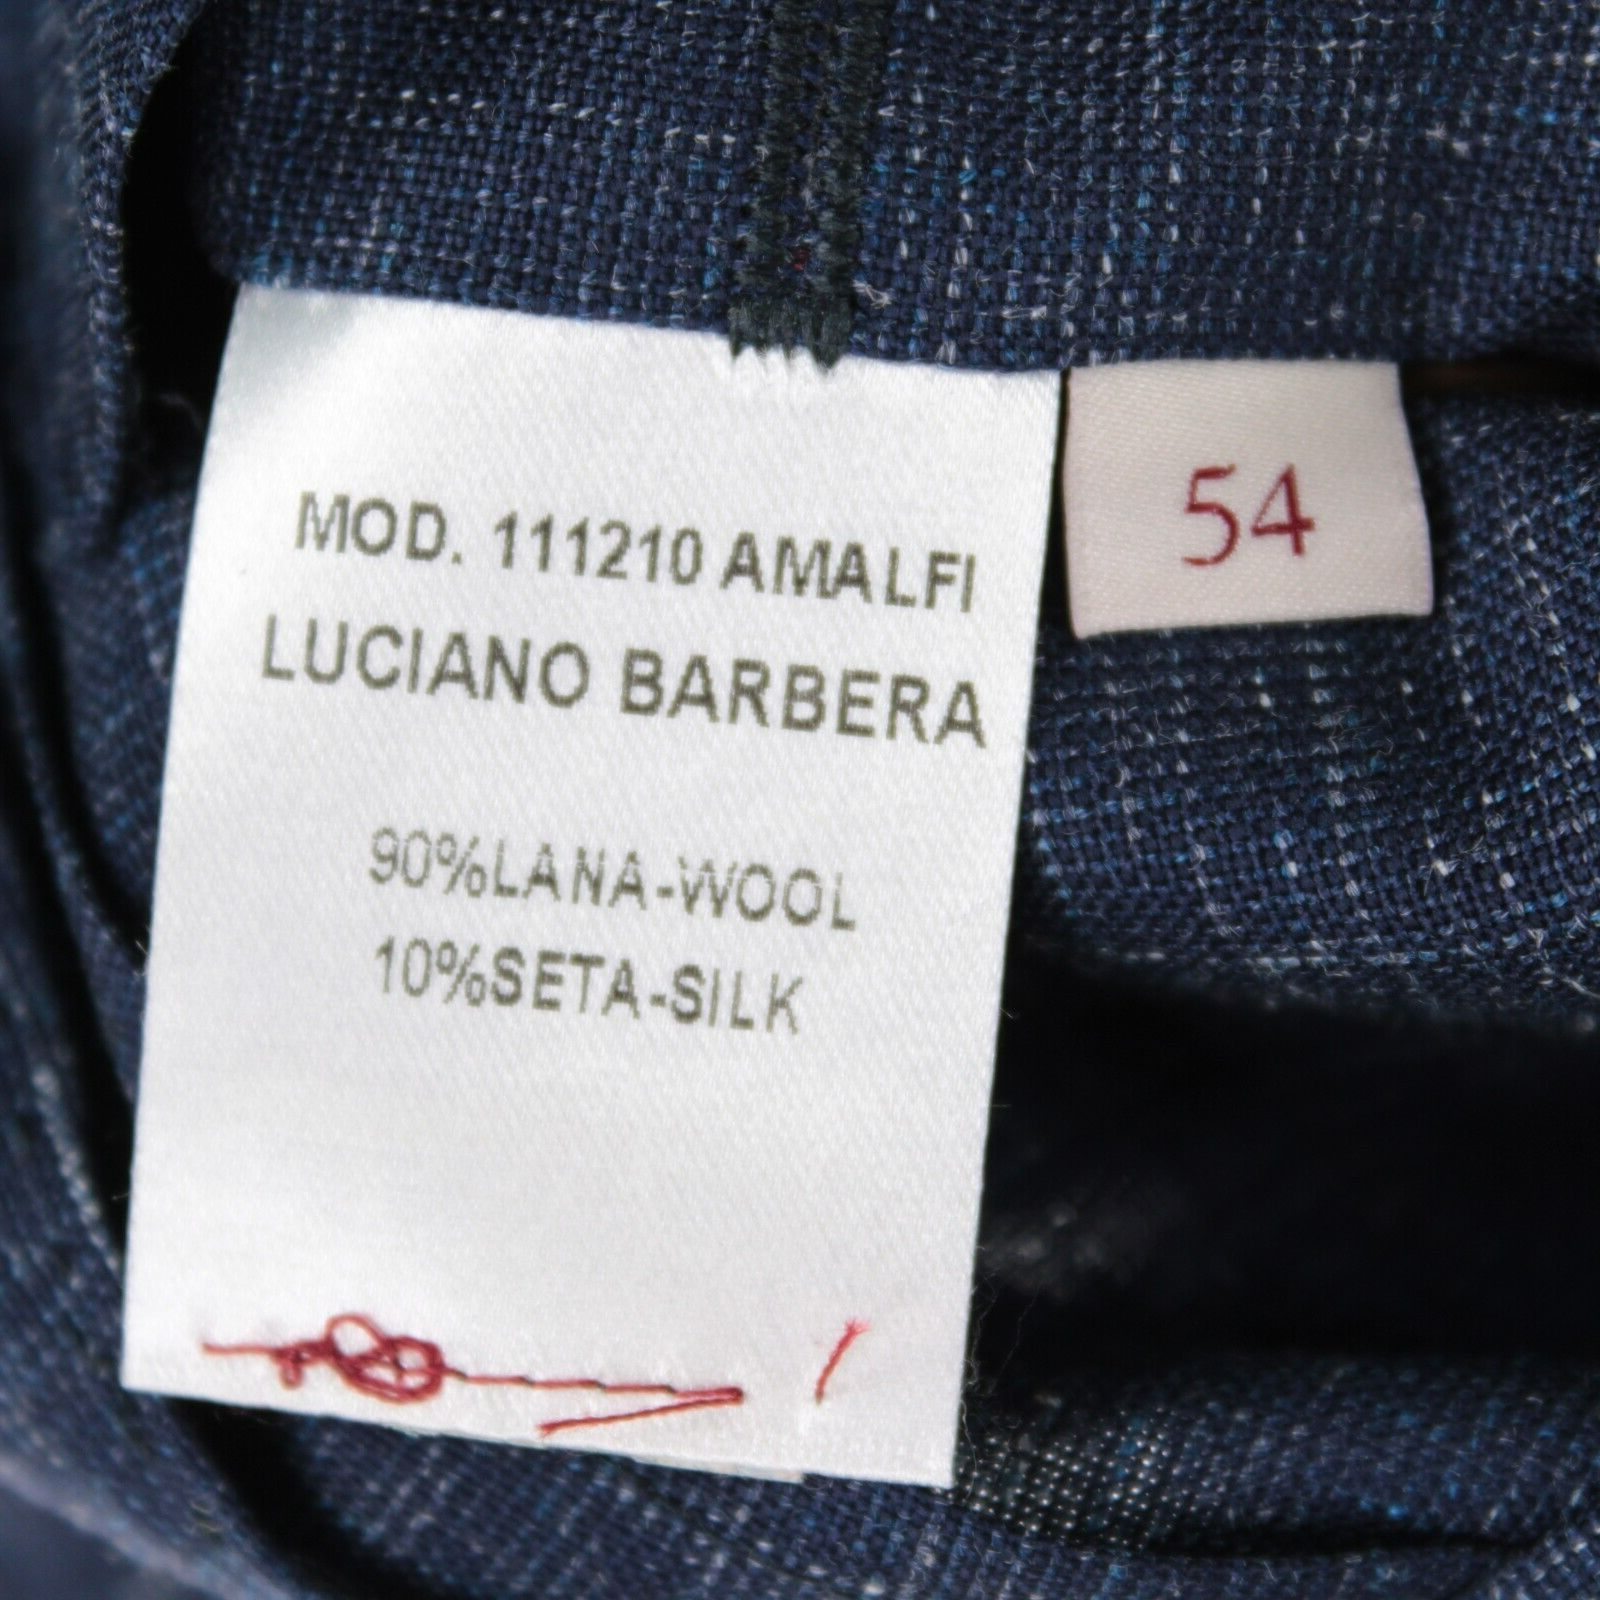 MOD. 111210 AMALFI
LUCIANO BARBERA
90%LANA-WOOL
10%SETA-SILK
54